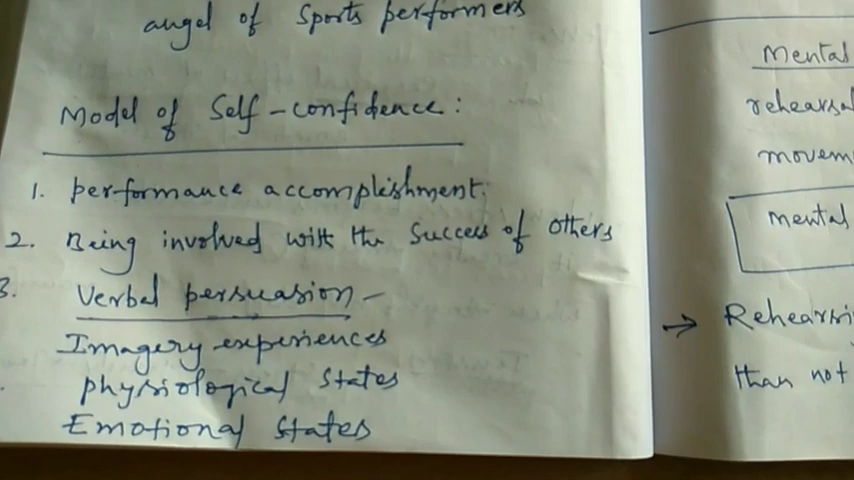 angel of Sports performers
Model of Self-confidence:
1. performance accomplishment.
2. Being involved with the Success of others
3. Verbal persuasion -
Imagery experiences
physiological States
Emotional States
Mental
rehearsal
movem
mental
→ Rehearsi
than not